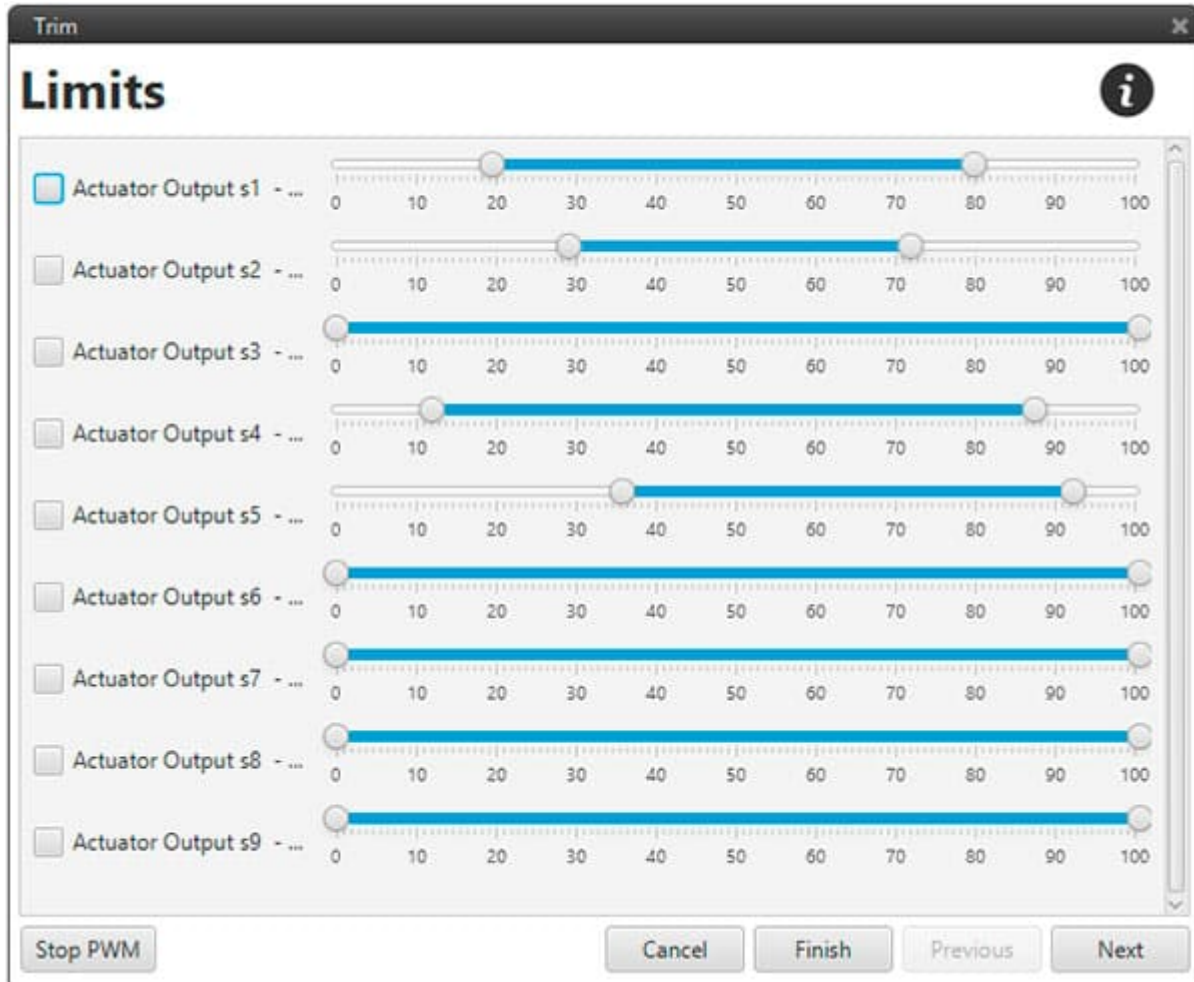 Trim
Limits
Actuator Output s1 - ...
0 10 20 30 40 50 60 70 80 90 100
Actuator Output s2 - ...
0 10 20 30 40 50 60 70 80 90 100
Actuator Output s3 - ...
0 10 20 30 40 50 60 70 80 90 100
Actuator Output s4 - ...
0 10 20 30 40 50 60 70 80 90 100
Actuator Output s5 - ...
0 10 20 30 40 50 60 70 80 90 100
Actuator Output s6 - ...
0 10 20 30 40 50 60 70 80 90 100
Actuator Output s7 - ...
0 10 20 30 40 50 60 70 80 90 100
Actuator Output s8 - ...
0 10 20 30 40 50 60 70 80 90 100
Actuator Output s9 - ...
0 10 20 30 40 50 60 70 80 90 100
Stop PWM Cancel Finish Previous Next